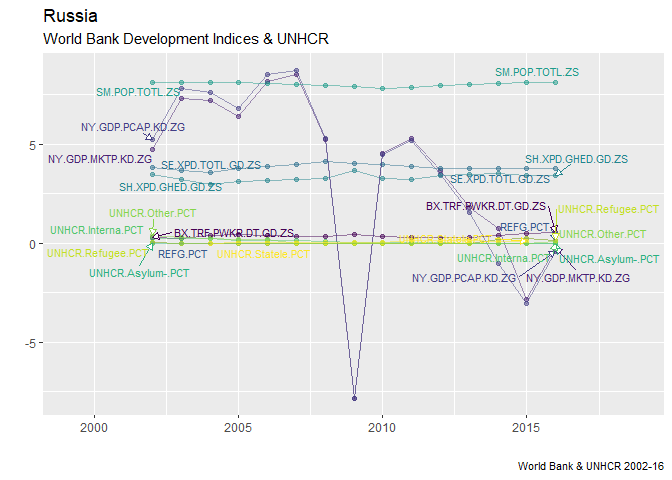 Russia
World Bank Development Indices & UNHCR
SM.POP.TOTL.ZS
SM.POP.TOTL.ZS
NY.GDP.PCAP.KD.ZG
5
NY.GDP.MKTP.KD.ZG
SE.XPD.TOTL.GD.ZS
SH.XPD.GHED.GD.ZS
SH.XPD.GHED.GD.ZS
SE.XPD.TOTL.GD.ZS
UNHCR.Other.PCT
BX.TRF.PWKR.DT.GD.ZS
UNHCR.Refugee.PCT
UNHCR.Interna.PCT
BX.TRF.PWKR.DT.GD.ZS
REFG.PCT
UNHCR.Other.PCT
0
UNHCR.Refugee.PCT
REFG.PCT
UNHCR.Statele.PCT
UNHCR.Interna.PCT
UNHCR.Asylum-.PCT
UNHCR.Asylum-.PCT
NY.GDP.PCAP.KD.ZG
NY.GDP.MKTP.KD.ZG
-5
2000
2005
2010
2015
World Bank & UNHCR 2002-16